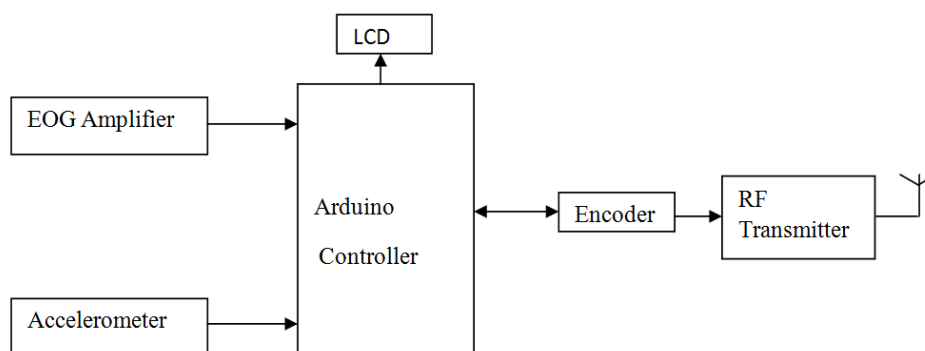 LCD
EOG Amplifier
Arduino
Controller
Encoder
RF
Transmitter
Accelerometer